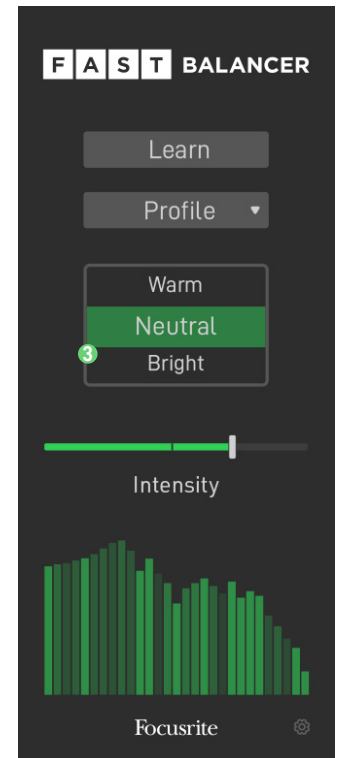 FAST BALANCER
Learn
Profile
Warm
Neutral
3
Bright
Intensity
Focusrite